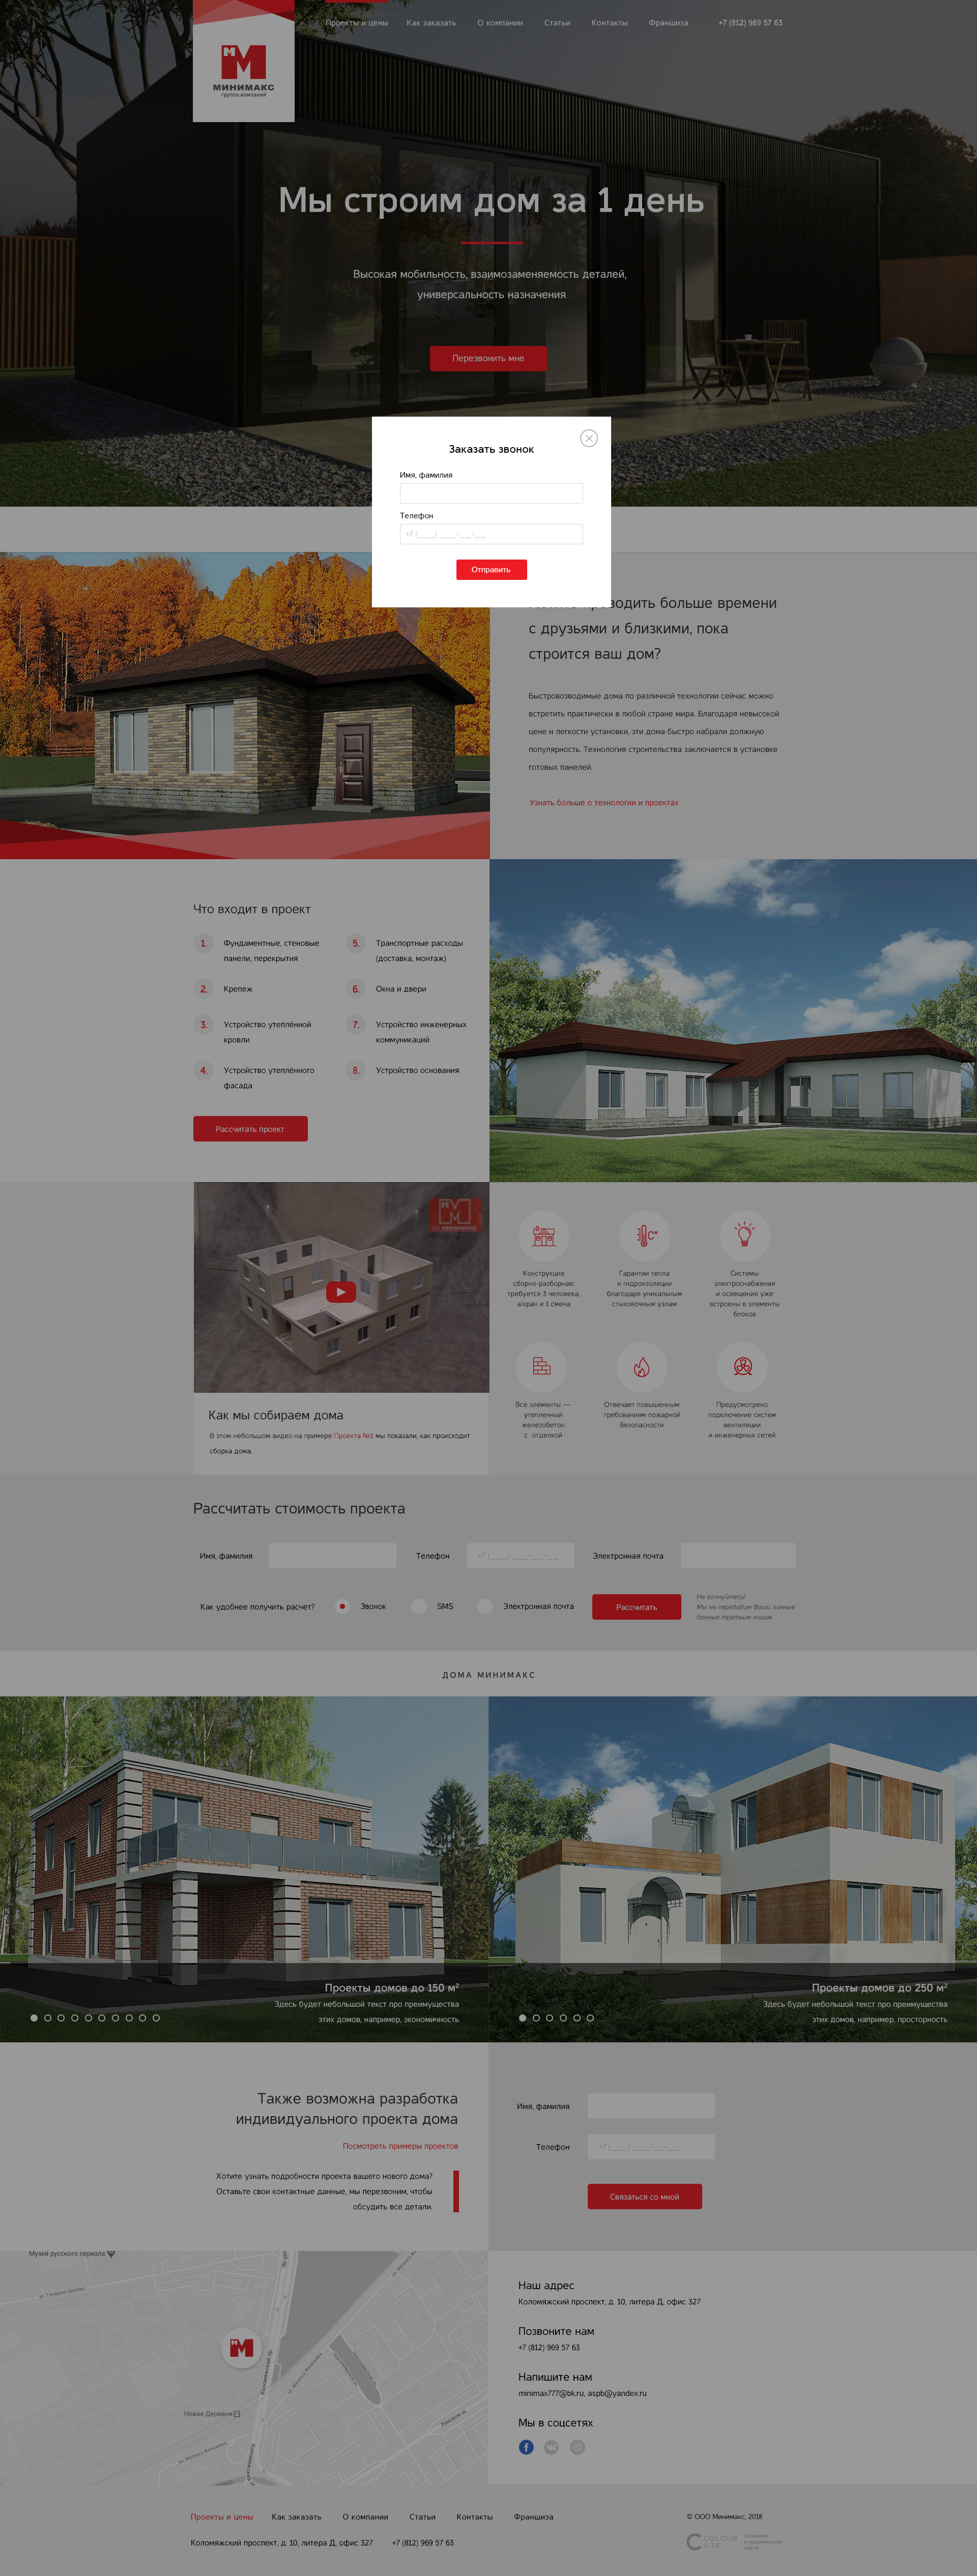 Проекты и цены
Как заказать
О компании
Статьи
Контакты
Франшиза
+7 (812) 969 57 63
МИНИМАКС
группа компаний
Мы строим дом за 1 день
Высокая мобильность, взаимозаменяемость деталей,
универсальность назначения
Перезвонить мне
Заказать звонок
Имя, фамилия
Телефон
+7 (___) ___-__-__
Отправить
проводить больше времени
с друзьями и близкими, пока
строится ваш дом?
Быстровозводимые дома по различной технологии сейчас можно
встретить практически в любой стране мира. Благодаря невысокой
цене и легкости установки, эти дома быстро набрали должную
популярность. Технология строительства заключается в установке
готовых панелей.
Узнать больше о технологии и проектах
Что входит в проект
1.
Фундаментные, стеновые
панели, перекрытия
2.
Крепеж
3.
Устройство утеплённой
кровли
4.
Устройство утеплённого
фасада
5.
Транспортные расходы
(доставка, монтаж)
6.
Окна и двери
7.
Устройство инженерных
коммуникаций
8.
Устройство основания
Рассчитать проект
СК МИНИМАКС
Как мы собираем дома
В этом небольшом видео на примере Проекта №1 мы показали, как происходит
сборка дома.
Конструкция
сборно-разборная:
требуется 3 человека,
а/кран и 1 смена
C°
Гарантии тепла
и гидроизоляции
благодаря уникальным
стыковочным узлам
Системы
электроснабжения
и освещения уже
встроены в элементы
блоков
Все элементы —
утепленный
железобетон
с отделкой
Отвечает повышенным
требованиям пожарной
безопасности
Предусмотрено
подключение систем
вентиляции
и инженерных сетей
Рассчитать стоимость проекта
Имя, фамилия
Телефон
+7 (___) ___-__-__
Электронная почта
Как удобнее получить расчет?
Звонок
SMS
Электронная почта
Рассчитать
Не волнуйтесь!
Мы не передадим Ваши личные
данные третьим лицам.
ДОМА МИНИМАКС
Проекты домов до 150 м²
Здесь будет небольшой текст про преимущества
этих домов, например, экономичность
Проекты домов до 250 м²
Здесь будет небольшой текст про преимущества
этих домов, например, просторность
Также возможна разработка
индивидуального проекта дома
Посмотреть примеры проектов
Хотите узнать подробности проекта вашего нового дома?
Оставьте свои контактные данные, мы перезвоним, чтобы
обсудить все детали.
Имя, фамилия
Телефон
+7 (___) ___-__-__
Связаться со мной
Музей русского сериала
Коломяжский пр.
ул. Матроса Железняка
Новая Деревня
ул. Матроса Железняка
Ланское ш.
Наш адрес
Коломяжский проспект, д. 10, литера Д, офис 327
Позвоните нам
+7 (812) 969 57 63
Напишите нам
minimax777@bk.ru, aspb@yandex.ru
Мы в соцсетях
Проекты и цены
Как заказать
О компании
Статьи
Контакты
Франшиза
Коломяжский проспект, д. 10, литера Д, офис 327
+7 (812) 969 57 63
© ООО Минимакс, 2018
COLOUR
SITE
Создание
и продвижение
сайта